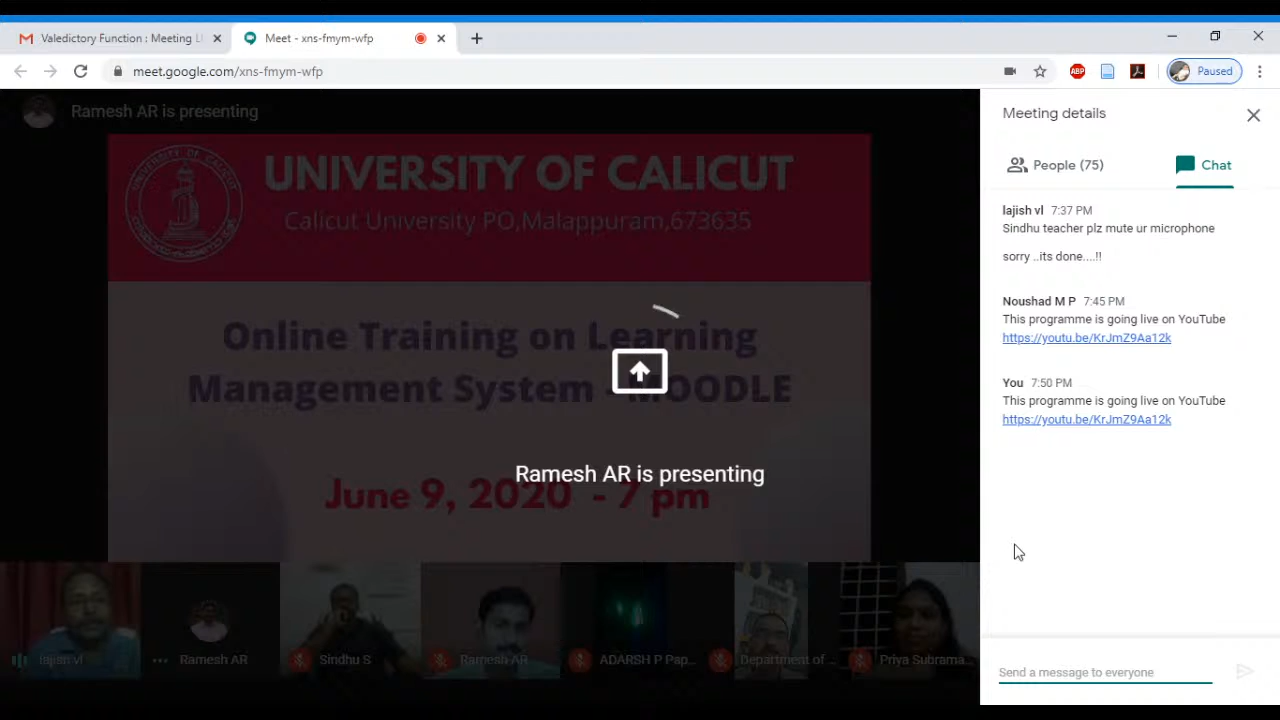 Valedictory Function : Meeting L
Meet - xns-fmym-wfp
meet.google.com/xns-fmym-wfp
ABP
Paused
Ramesh AR is presenting
UNIVERSITY OF CALICUT
Calicut University PO,Malappuram,673635
Online Training on Learning
Management System - MOODLE
Ramesh AR is presenting
June 9, 2020 - 7 pm
lajish vl
Ramesh AR
Sindhu S
Ramesh AR
ADARSH P Pap...
Department of ...
Priya Subrama...
Meeting details
People (75)
Chat
lajish vl 7:37 PM
Sindhu teacher plz mute ur microphone
sorry ..its done....!!
Noushad M P 7:45 PM
This programme is going live on YouTube
https://youtu.be/KrJmZ9Aa12k
You 7:50 PM
This programme is going live on YouTube
https://youtu.be/KrJmZ9Aa12k
Send a message to everyone